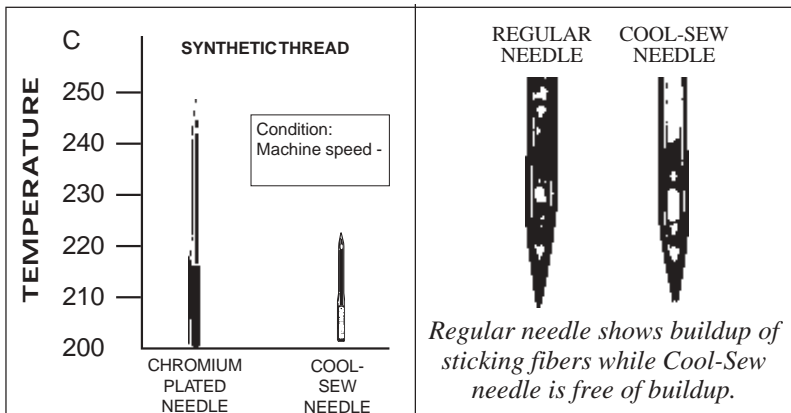 C
SYNTHETIC THREAD
TEMPERATURE
250
240
230
220
210
200
Condition:
Machine speed -
CHROMIUM
PLATED
NEEDLE
COOL-
SEW
NEEDLE
REGULAR
NEEDLE
COOL-SEW
NEEDLE
Regular needle shows buildup of
sticking fibers while Cool-Sew
needle is free of buildup.